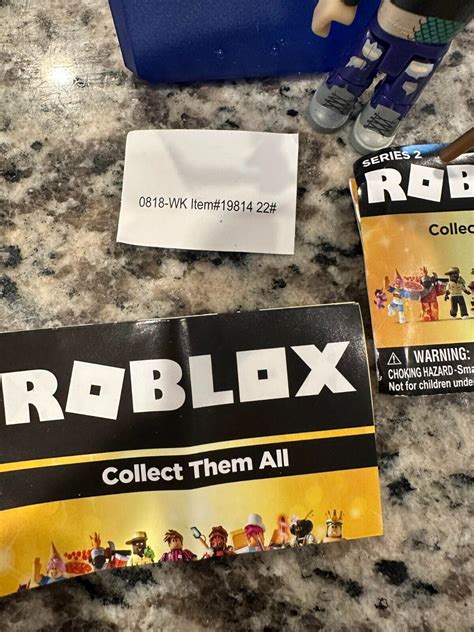 0818-WK Item#19814 22#
SERIES 2
ROB
Collec
WARNING:
CHOKING HAZARD-Sma
Not for children unde
ROBLOX
Collect Them All